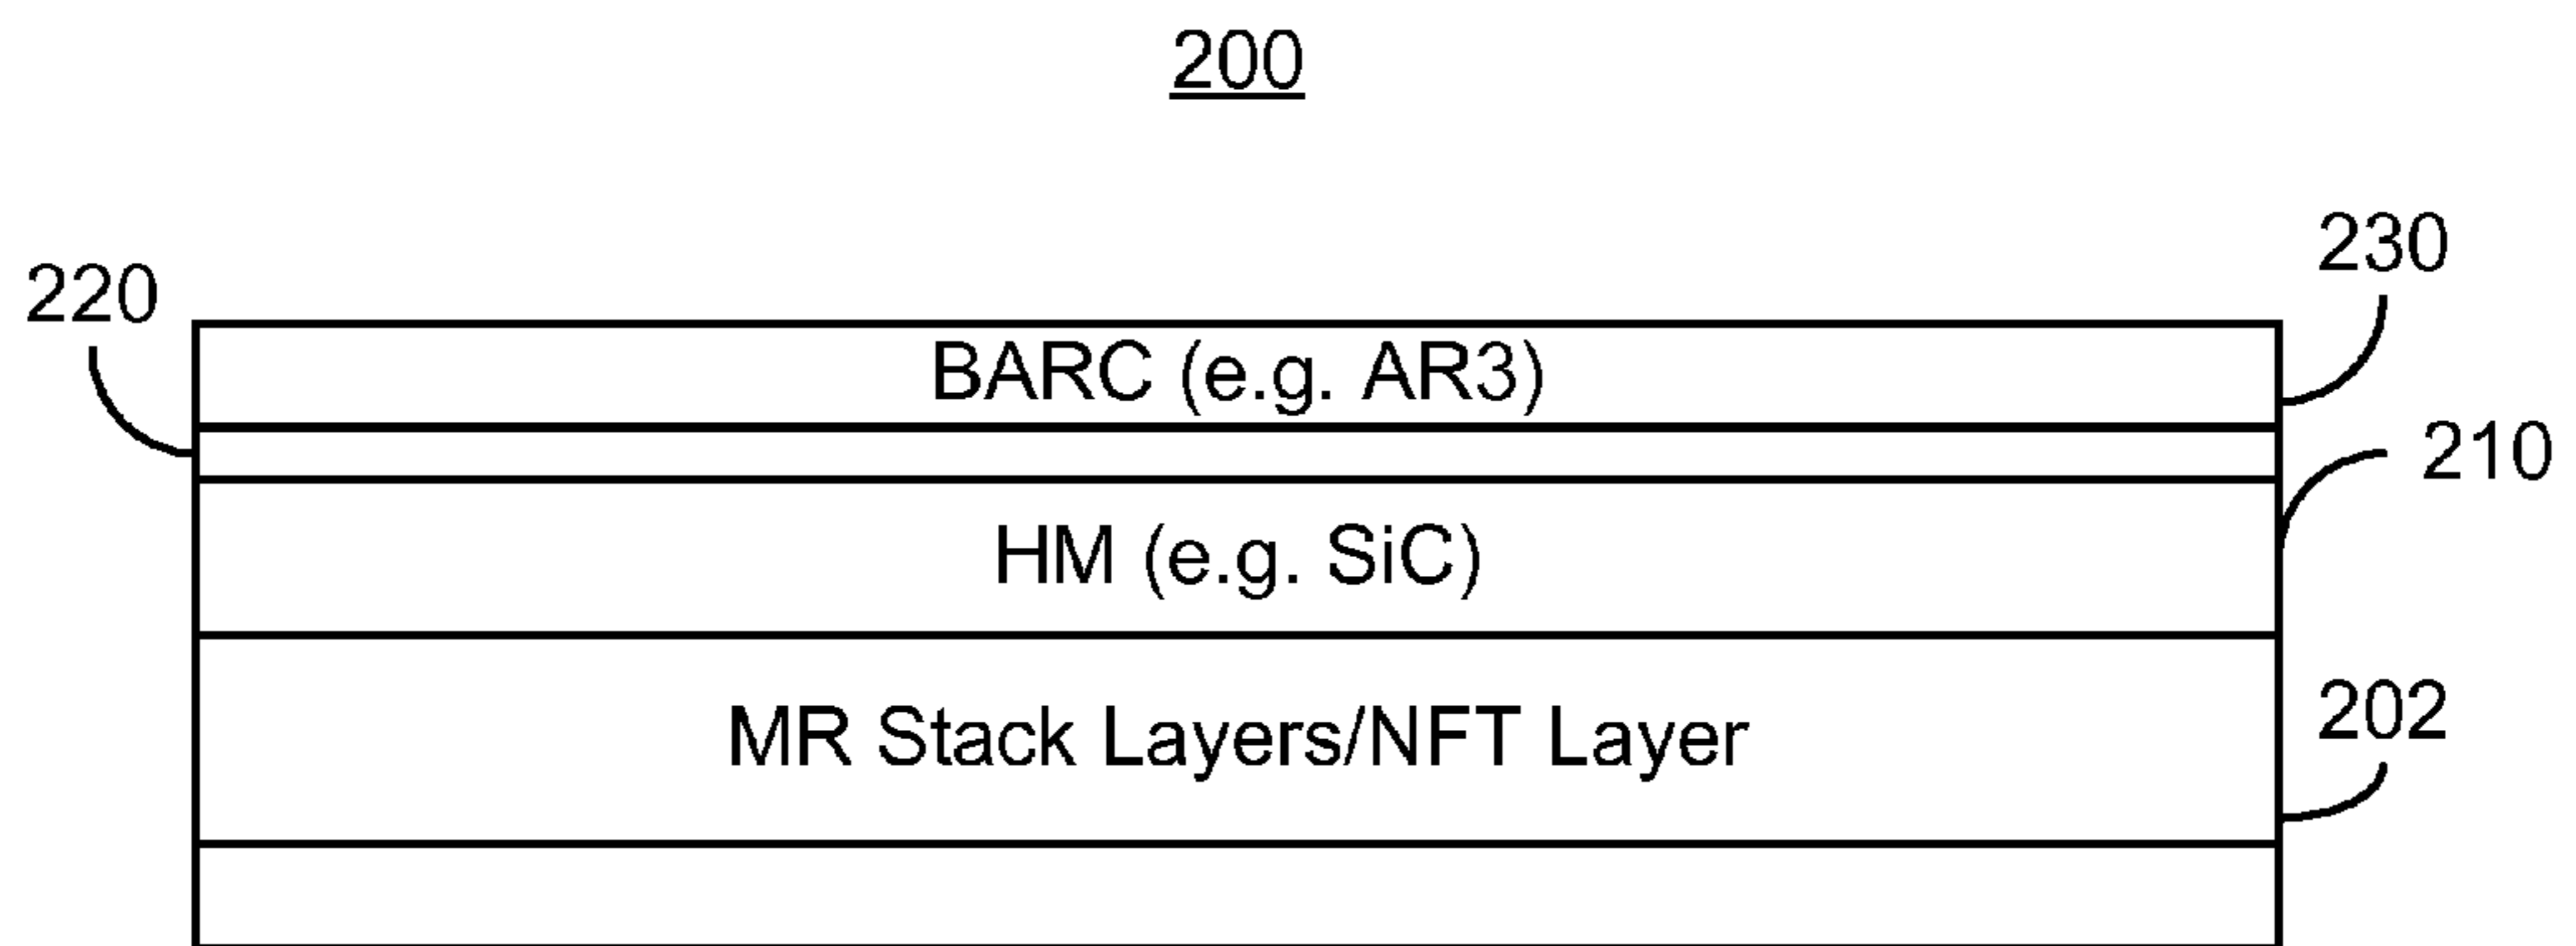 200
230
220
BARC (e.g. AR3)
210
HM (e.g. SiC)
202
MR Stack Layers/NFT Layer